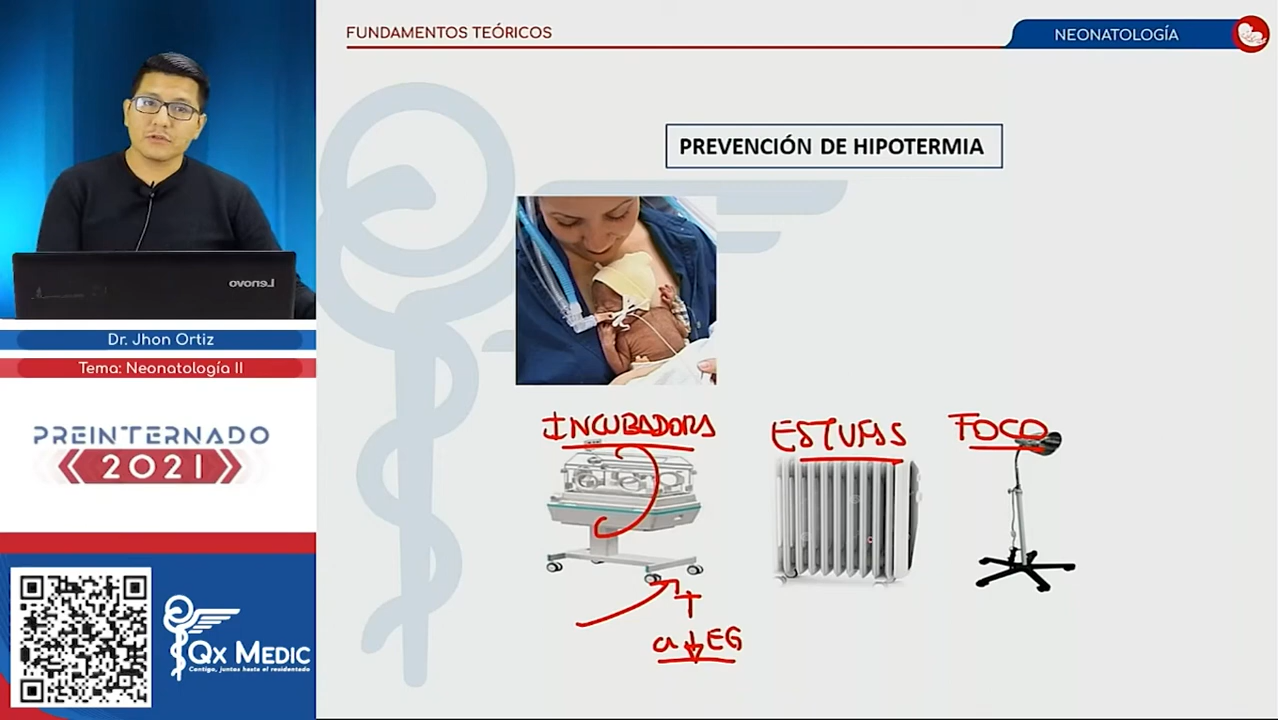 FUNDAMENTOS TEÓRICOS
NEONATOLOGÍA
PREVENCIÓN DE HIPOTERMIA
Lenovo
Dr. Jhon Ortiz
Tema: Neonatología II
PREINTERNADO
2021
QX MEDIC
Contigo, juntos hasta el residentado
INCUBADORA
ESTUFAS
FOCO
T
a ↓ EG